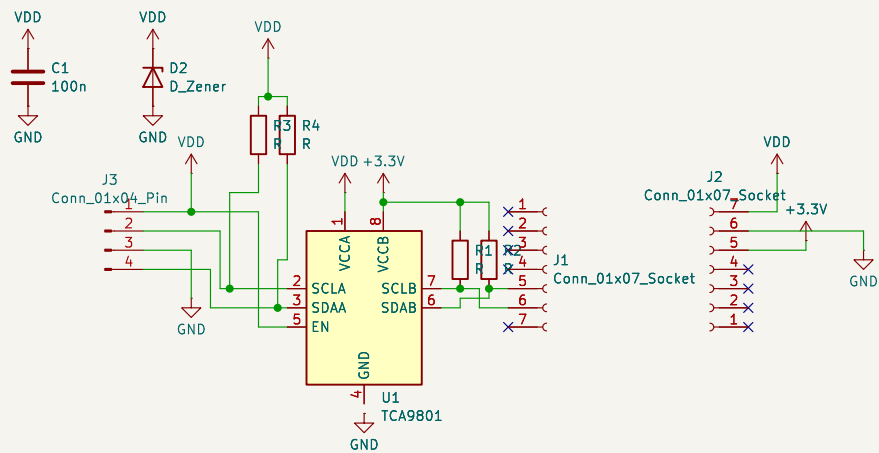 VDD
C1
100n
GND
VDD
D2
D_Zener
GND
VDD
R3
R
R4
R
VDD
J3
Conn_01x04_Pin
1
2
3
4
GND
VDD
+3.3V
1
VCCA
8
VCCB
2
SCLA
3
SDAA
5
EN
SCLB
7
SDAB
6
GND
4
U1
TCA9801
GND
R1
R
R2
R
1
2
3
4
5
6
7
J1
Conn_01x07_Socket
VDD
J2
Conn_01x07_Socket
7
6
5
4
3
2
1
+3.3V
GND